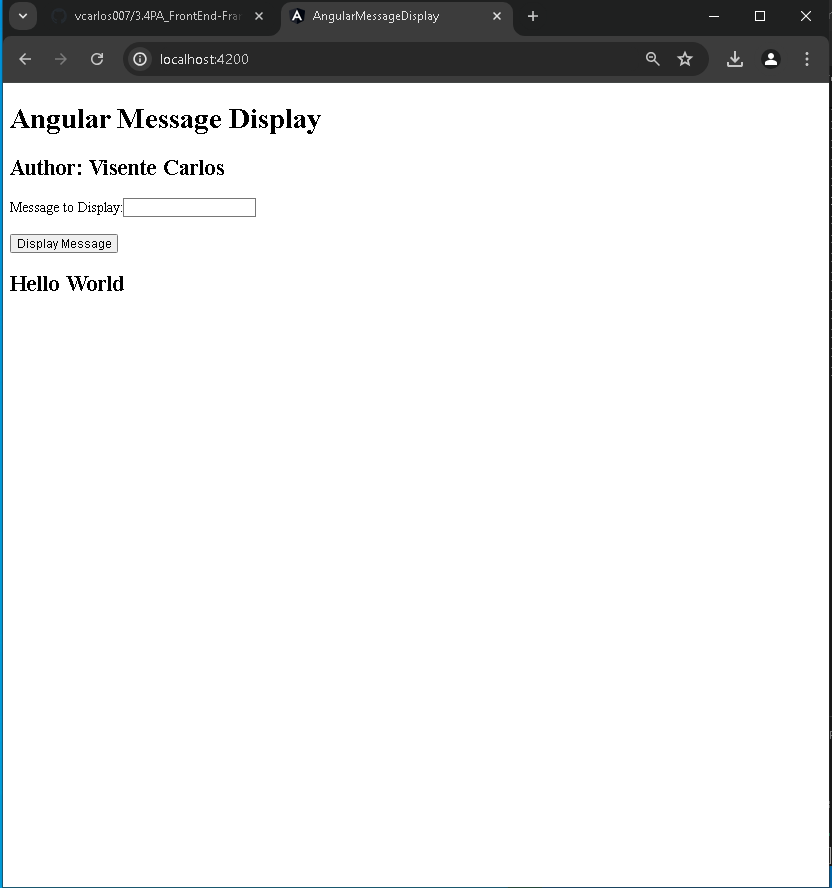 vcarlos007/3.4PA_FrontEnd-Fra
AngularMessageDisplay
localhost:4200
Angular Message Display
Author: Visente Carlos
Message to Display:
Display Message
Hello World